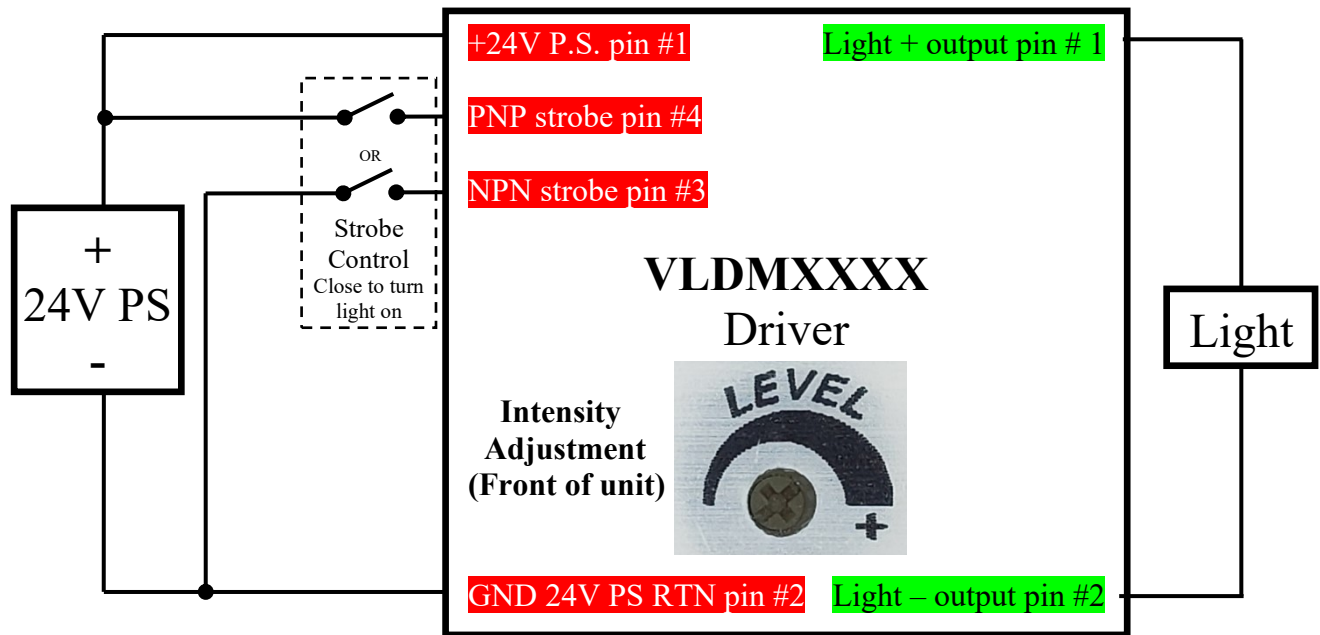 +24V P.S. pin #1
Light + output pin # 1
PNP strobe pin #4
OR
NPN strobe pin #3
Strobe
Control
Close to turn
light on
+
24V PS
-
VLDMXXXX
Driver
Light
Intensity
Adjustment
(Front of unit)
LEVEL
+
GND 24V PS RTN pin #2
Light – output pin #2